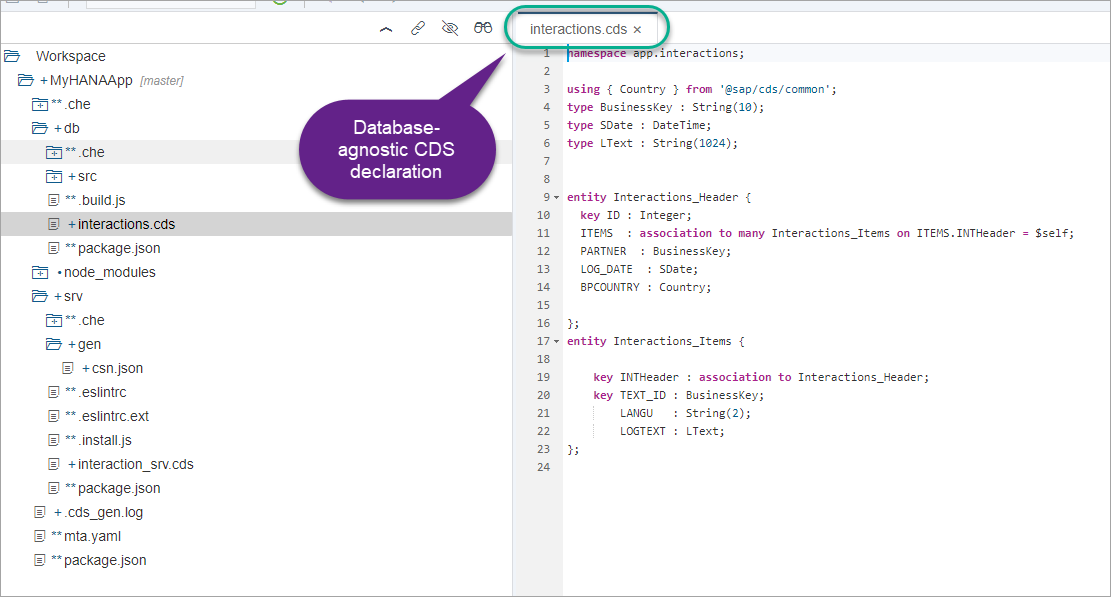 Workspace
+MyHANAApp [master]
** .che
+db
** .che
+src
** .build.js
+interactions.cds
**package.json
•node_modules
+srv
** .che
+gen
+csn.json
** .eslintrc
** .eslintrc.ext
** .install.js
+interaction_srv.cds
**package.json
+.cds_gen.log
**mta.yaml
**package.json
Database-
agnostic CDS
declaration
interactions.cds ×
1 namespace app.interactions;
2
3 using { Country } from '@sap/cds/common';
4 type BusinessKey : String(10);
5 type SDate : DateTime;
6 type LText : String(1024);
7
8
9 entity Interactions_Header {
10 key ID : Integer;
11 ITEMS : association to many Interactions_Items on ITEMS.INTHeader = $self;
12 PARTNER : BusinessKey;
13 LOG_DATE : SDate;
14 BPCOUNTRY : Country;
15
16 };
17 entity Interactions_Items {
18
19 key INTHeader : association to Interactions_Header;
20 key TEXT_ID : BusinessKey;
21 LANGU : String(2);
22 LOGTEXT : LText;
23 };
24